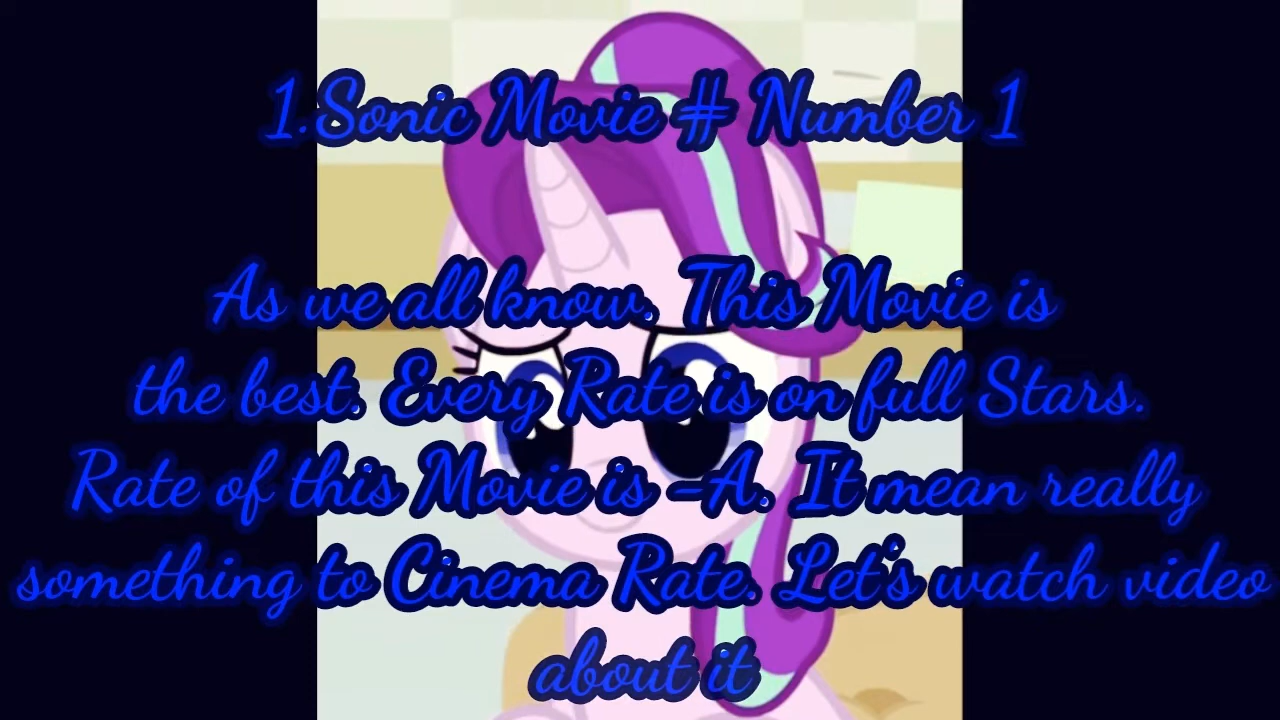 1.Sonic Movie # Number 1
As we all know. This Movie is
the best. Every Rate is on full Stars.
Rate of this Movie is -A. It mean really
something to Cinema Rate. Let's watch video
about it